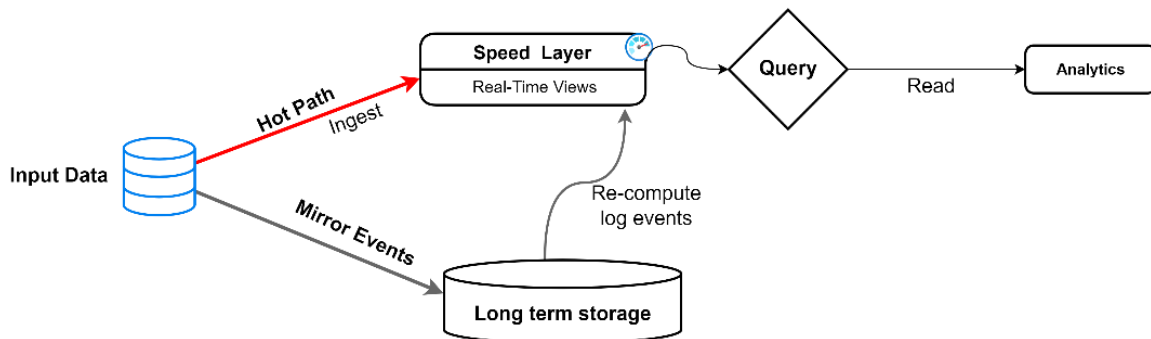 Speed Layer
Real-Time Views
Query
Read
Analytics
Hot Path
Ingest
Input Data
Mirror Events
Re-compute
log events
Long term storage